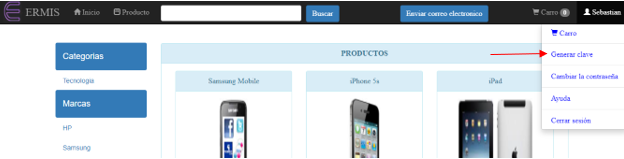 ERMIS Inicio Producto Buscar Enviar correo electronico Carro 0 Sebastian
Carro
Generar clave
Cambiar la contraseña
Ayuda
Cerrar sesión
Categorias
Tecnologia
Marcas
HP
Samsung
PRODUCTOS
Samsung Mobile iPhone 5s iPad